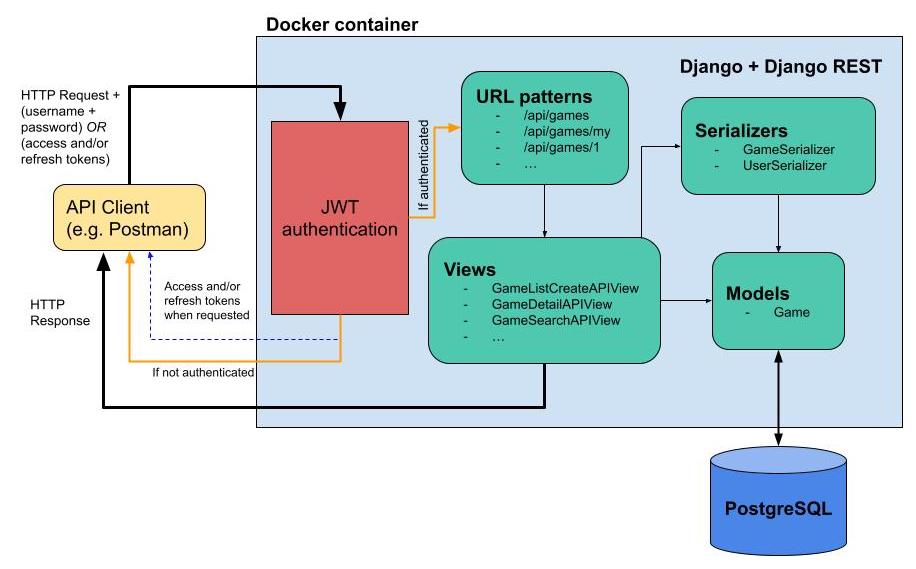 Docker container
Django + Django REST
HTTP Request +
(username +
password) OR
(access and/or
refresh tokens)
API Client
(e.g. Postman)
JWT
authentication
If authenticated
URL patterns
- /api/games
- /api/games/my
- /api/games/1
- ...
Serializers
- GameSerializer
- UserSerializer
Views
- GameListCreateAPIView
- GameDetailAPIView
- GameSearchAPIView
- ...
Models
- Game
Access and/or
refresh tokens
when requested
HTTP
Response
If not authenticated
PostgreSQL